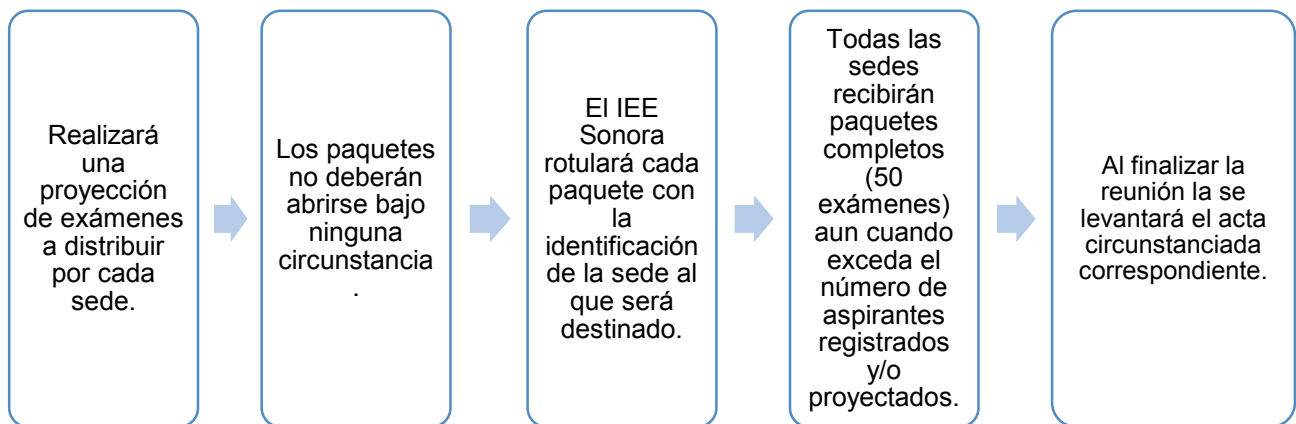 Realizará
una
proyección
de exámenes
a distribuir
por cada
sede.
Los paquetes
no deberán
abrirse bajo
ninguna
circunstancia
.
El IEE
Sonora
rotulará cada
paquete con
la
identificación
de la sede al
que será
destinado.
Todas las
sedes
recibirán
paquetes
completos
(50
exámenes)
aun cuando
exceda el
número de
aspirantes
registrados
y/o
proyectados.
Al finalizar la
reunión la se
levantará el acta
circunstanciada
correspondiente.